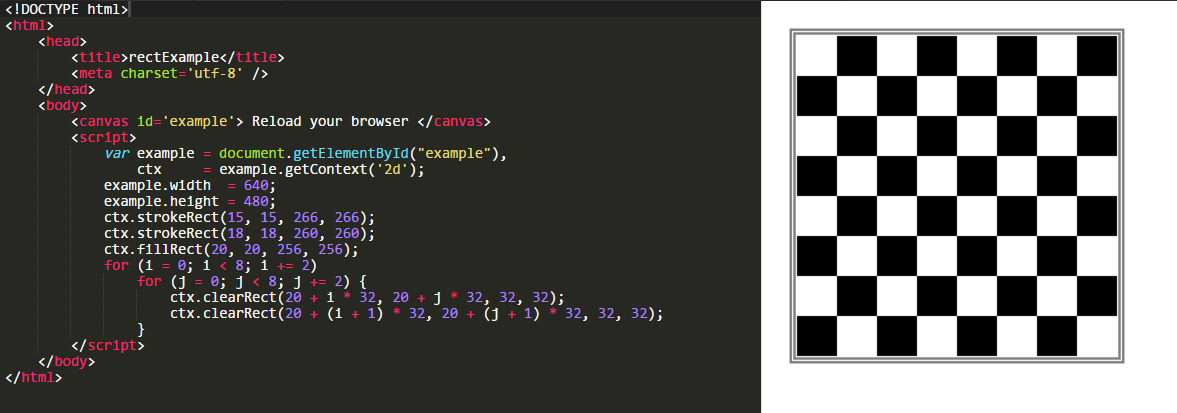 <!DOCTYPE html>
<html>
    <head>
        <title>rectExample</title>
        <meta charset='utf-8' />
    </head>
    <body>
        <canvas id='example'> Reload your browser </canvas>
        <script>
            var example = document.getElementById("example"),
                ctx     = example.getContext('2d');
            example.width  = 640;
            example.height = 480;
            ctx.strokeRect(15, 15, 266, 266);
            ctx.strokeRect(18, 18, 260, 260);
            ctx.fillRect(20, 20, 256, 256);
            for (i = 0; i < 8; i += 2)
                for (j = 0; j < 8; j += 2) {
                    ctx.clearRect(20 + i * 32, 20 + j * 32, 32, 32);
                    ctx.clearRect(20 + (i + 1) * 32, 20 + (j + 1) * 32, 32, 32);
                }
        </script>
    </body>
</html>